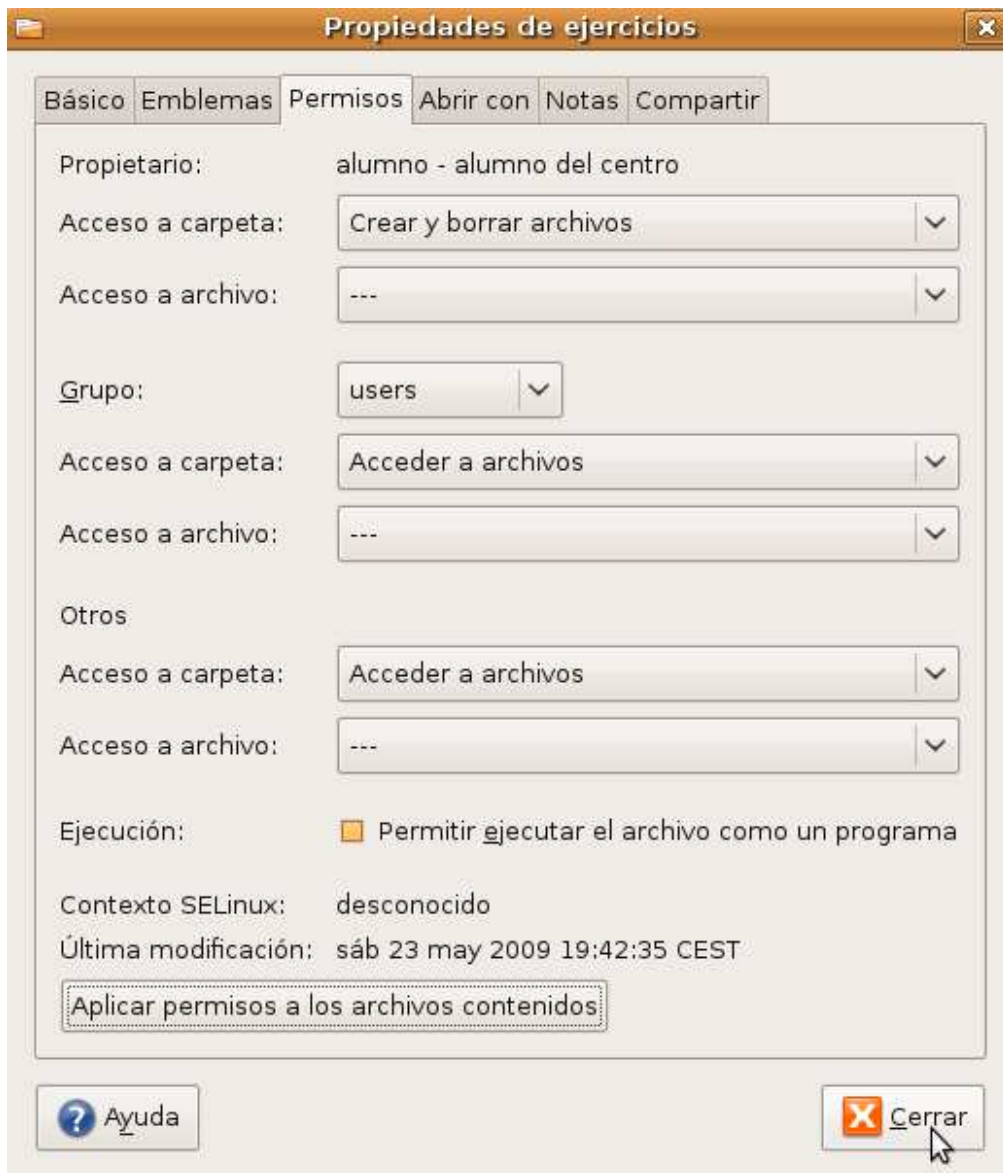 Propiedades de ejercicios
Básico Emblemas Permisos Abrir con Notas Compartir
Propietario: alumno - alumno del centro
Acceso a carpeta: Crear y borrar archivos
Acceso a archivo: ---
Grupo: users
Acceso a carpeta: Acceder a archivos
Acceso a archivo: ---
Otros
Acceso a carpeta: Acceder a archivos
Acceso a archivo: ---
Ejecución: Permitir ejecutar el archivo como un programa
Contexto SELinux: desconocido
Última modificación: sáb 23 may 2009 19:42:35 CEST
Aplicar permisos a los archivos contenidos
Ayuda Cerrar